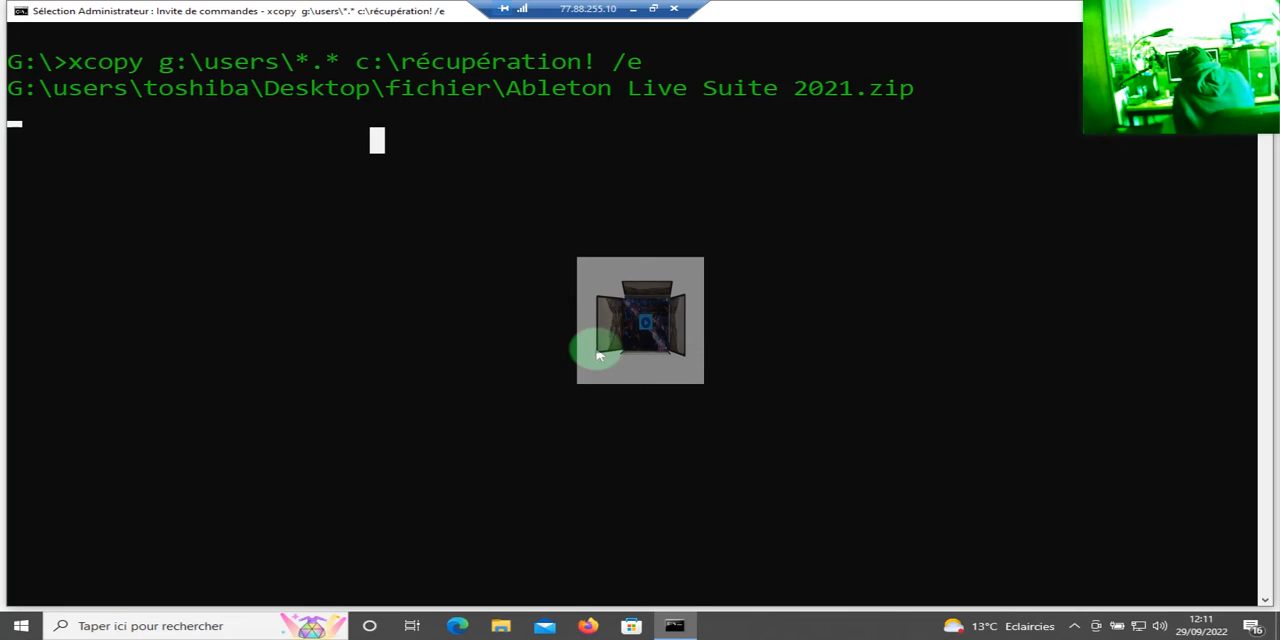 Sélection Administrateur : Invite de commandes - xcopy g:\users\*.* c:\récupération! /e
77.88.255.10
G:\>xcopy g:\users\*.* c:\récupération! /e
G:\users\toshiba\Desktop\fichier\Ableton Live Suite 2021.zip
Taper ici pour rechercher
13°C Eclaircies
12:11
29/09/2022
16